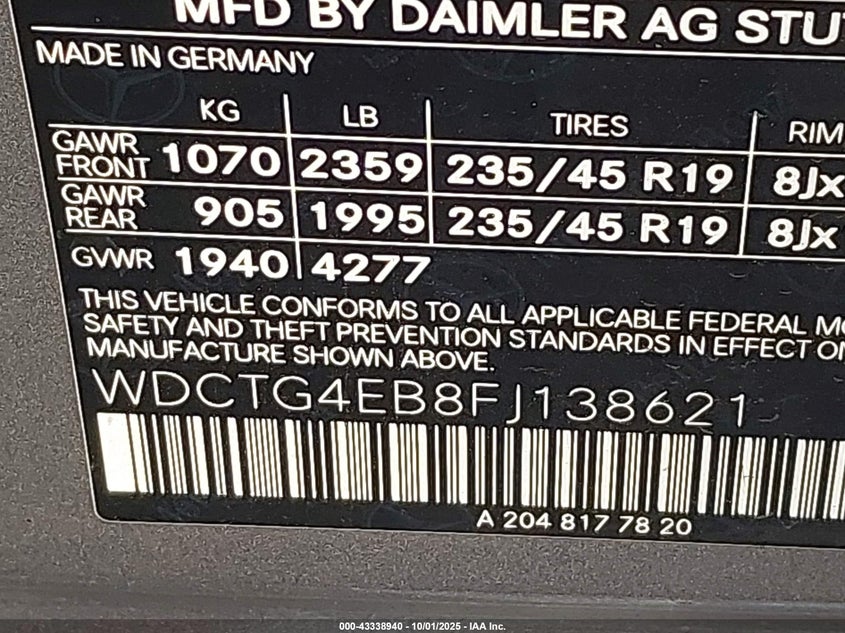 MFD BY DAIMLER AG
MADE IN GERMANY
KG LB TIRES RIM
GAWR FRONT 1070 2359 235/45 R19 8Jx
GAWR REAR 905 1995 235/45 R19 8Jx
GVWR 1940 4277
THIS VEHICLE CONFORMS TO ALL APPLICABLE FEDERAL
SAFETY AND THEFT PREVENTION STANDARDS IN EFFECT
MANUFACTURE SHOWN ABOVE.
WDCTG4EB8FJ138621
A 204 817 78 20
000-43338940 - 10/01/2025 - IAA Inc.